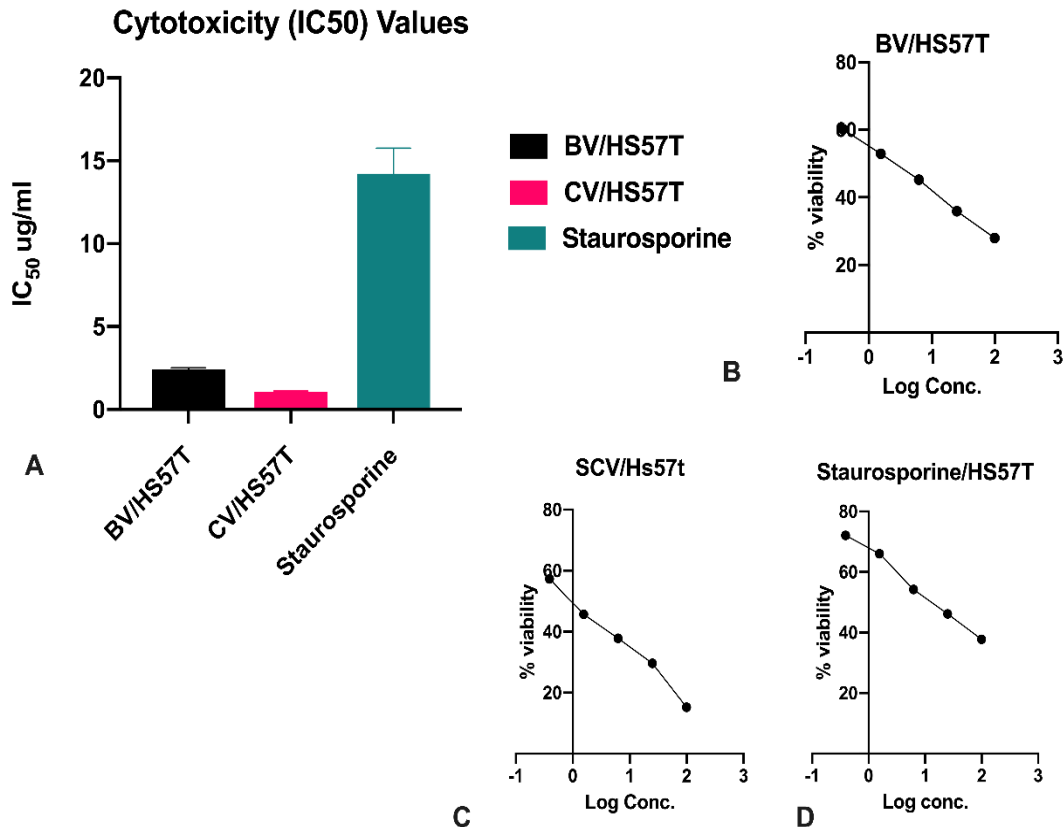 Cytotoxicity (IC50) Values
20
15
10
5
0
IC50 ug/ml
BV/HS57T
CV/HS57T
Staurosporine
A
BV/HS57T
CV/HS57T
Staurosporine
BV/HS57T
80
60
40
20
% viability
-1 0 1 2 3
Log Conc.
B
SCV/Hs57t
80
60
40
20
% viability
-1 0 1 2 3
Log Conc.
C
Staurosporine/HS57T
80
60
40
20
% viability
-1 0 1 2 3
Log conc.
D